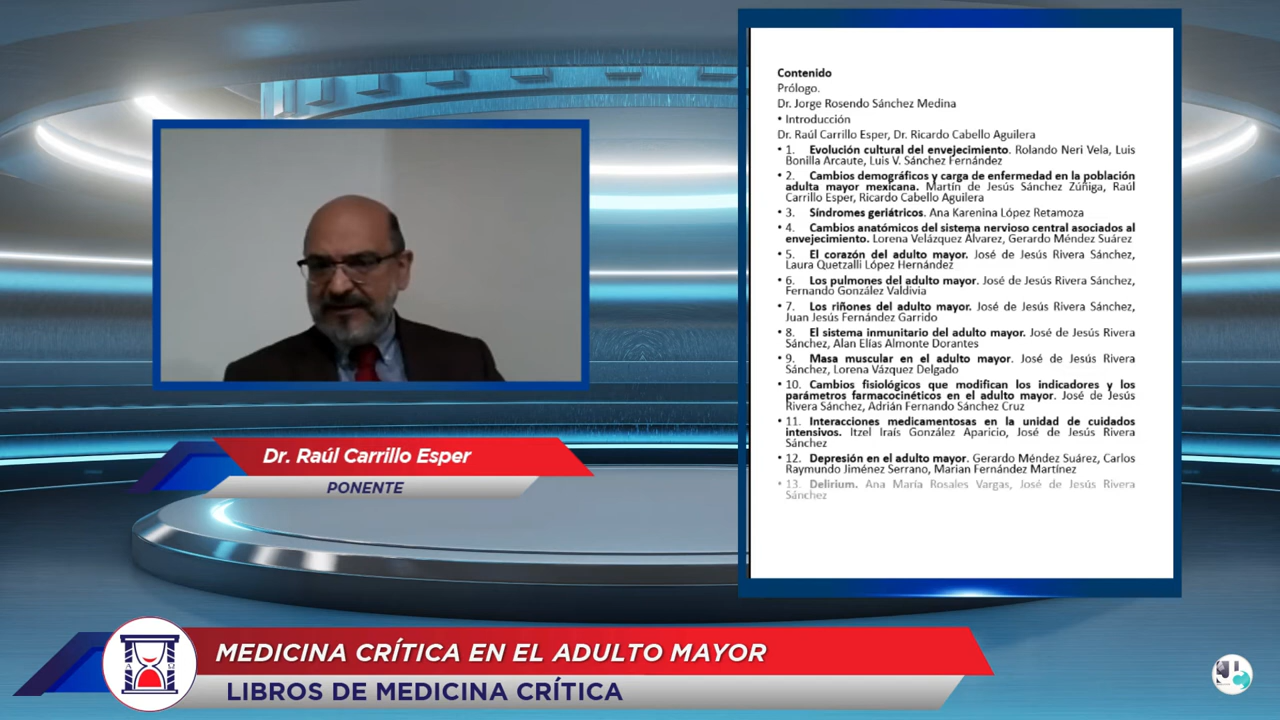 Contenido
Prólogo.
Dr. Jorge Rosendo Sánchez Medina
• Introducción
Dr. Raúl Carrillo Esper, Dr. Ricardo Cabello Aguilera
• 1. Evolución cultural del envejecimiento. Rolando Neri Vela, Luis
Bonilla Arcaute, Luis V. Sánchez Fernández
• 2. Cambios demográficos y carga de enfermedad en la población
adulta mayor mexicana. Martín de Jesús Sánchez Zúñiga, Raúl
Carrillo Esper, Ricardo Cabello Aguilera
• 3. Síndromes geriátricos. Ana Karenina López Retamoza
• 4. Cambios anatómicos del sistema nervioso central asociados al
envejecimiento. Lorena Velázquez Álvarez, Gerardo Méndez Suárez
• 5. El corazón del adulto mayor. José de Jesús Rivera Sánchez,
Laura Quetzalli López Hernández
• 6. Los pulmones del adulto mayor. José de Jesús Rivera Sánchez,
Fernando González Valdivia
• 7. Los riñones del adulto mayor. José de Jesús Rivera Sánchez,
Juan Jesús Fernández Garrido
• 8. El sistema inmunitario del adulto mayor. José de Jesús Rivera
Sánchez, Alan Elías Almonte Dorantes
• 9. Masa muscular en el adulto mayor. José de Jesús Rivera
Sánchez, Lorena Vázquez Delgado
• 10. Cambios fisiológicos que modifican los indicadores y los
parámetros farmacocinéticos en el adulto mayor. José de Jesús
Rivera Sánchez, Adrián Fernando Sánchez Cruz
• 11. Interacciones medicamentosas en la unidad de cuidados
intensivos. Itzel Iraís González Aparicio, José de Jesús Rivera
Sánchez
• 12. Depresión en el adulto mayor. Gerardo Méndez Suárez, Carlos
Raymundo Jiménez Serrano, Marian Fernández Martínez
• 13. Delirium. Ana María Rosales Vargas, José de Jesús Rivera
Sánchez
Dr. Raúl Carrillo Esper
PONENTE
MEDICINA CRÍTICA EN EL ADULTO MAYOR
LIBROS DE MEDICINA CRÍTICA